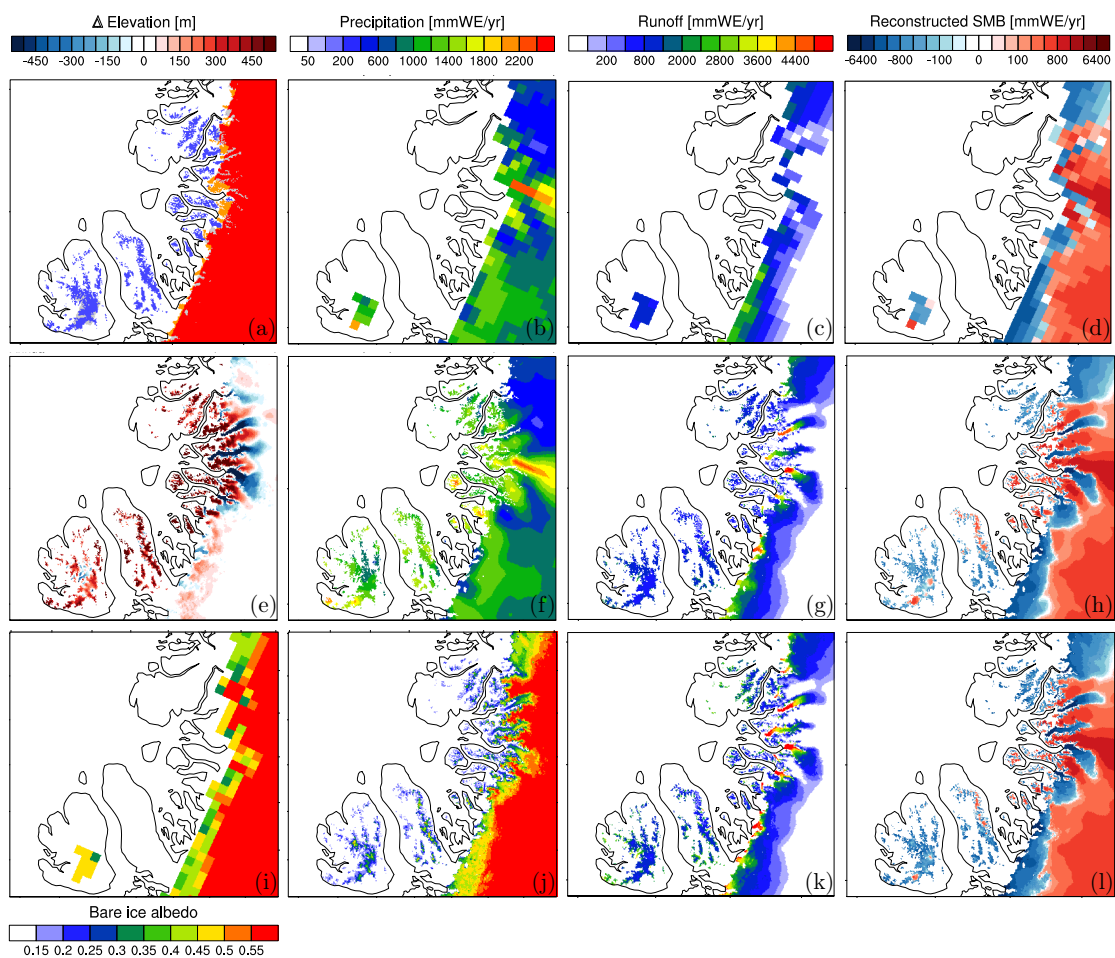 Δ Elevation [m]
Precipitation [mmWE/yr]
Runoff [mmWE/yr]
Reconstructed SMB [mmWE/yr]
-450 -300 -150 0 150 300 450
50 200 600 1000 1400 1800 2200
200 800 2000 2800 3600 4400
-6400 -800 -100 0 100 800 6400
(a) (b) (c) (d)
(e) (f) (g) (h)
(i) (j) (k) (l)
Bare ice albedo
0.15 0.2 0.25 0.3 0.35 0.4 0.45 0.5 0.55